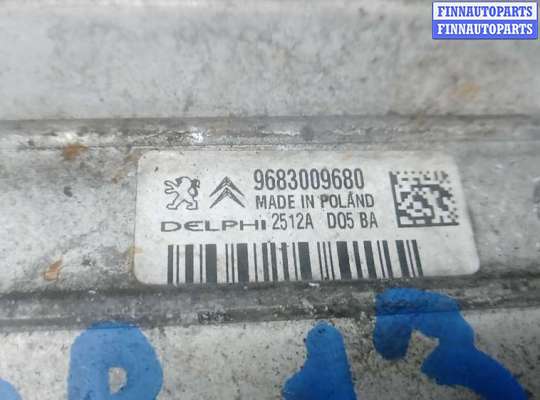 FINNAUTOPARTS
FINNAUTOPARTS
9683009680
MADE IN POLAND
DELPHI 2512A D05 BA